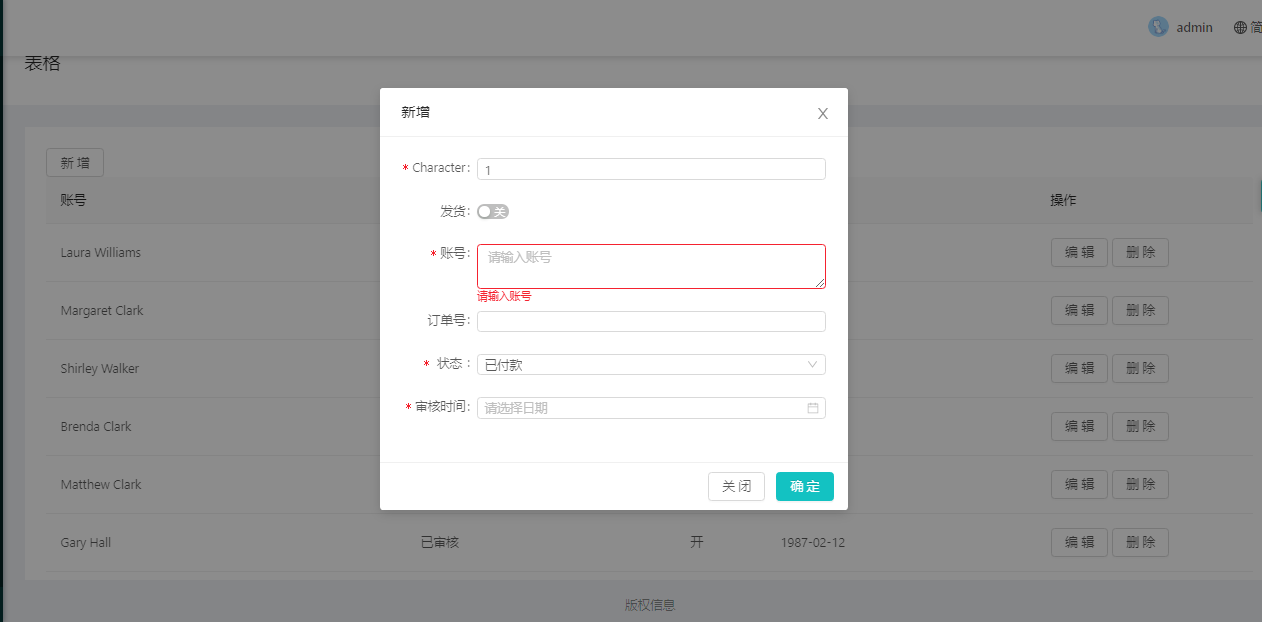 admin 简
表格
新增
新 增
* Character: 1
账号 操作
发货: 关
Laura Williams 编 辑 删 除
* 账号: 请输入账号
请输入账号
Margaret Clark 编 辑 删 除
订单号:
Shirley Walker 编 辑 删 除
* 状态: 已付款
* 审核时间: 请选择日期
Brenda Clark 编 辑 删 除
Matthew Clark 编 辑 删 除
关 闭 确 定
Gary Hall 已审核 开 1987-02-12 编 辑 删 除
版权信息